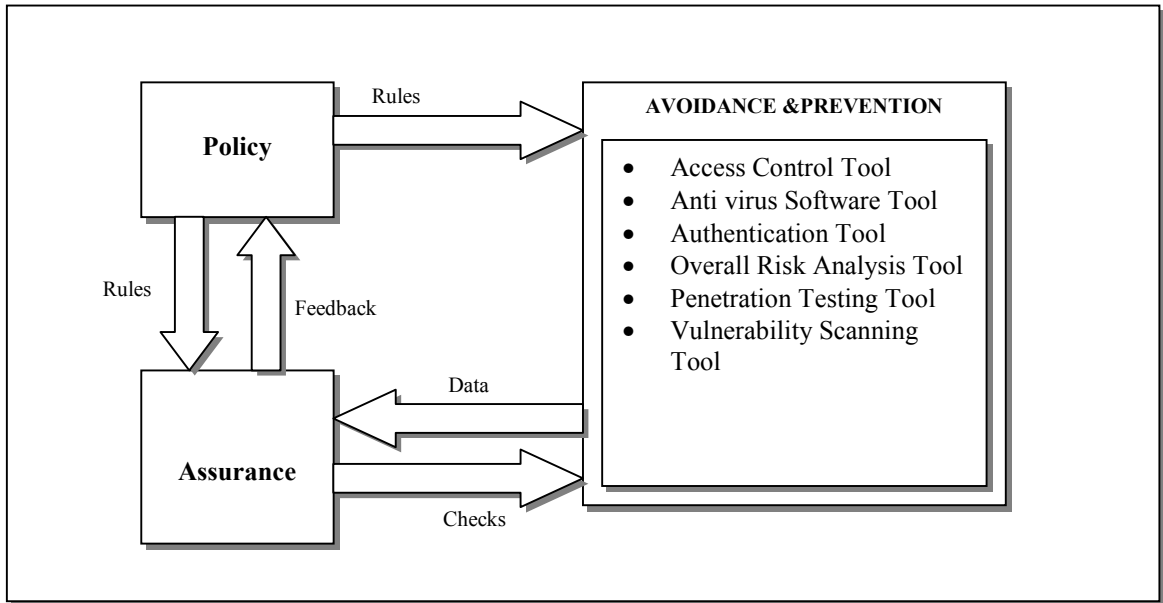 Rules
AVOIDANCE &PREVENTION
Policy
• Access Control Tool
• Anti virus Software Tool
• Authentication Tool
• Overall Risk Analysis Tool
• Penetration Testing Tool
• Vulnerability Scanning
Tool
Rules
Feedback
Data
Assurance
Checks